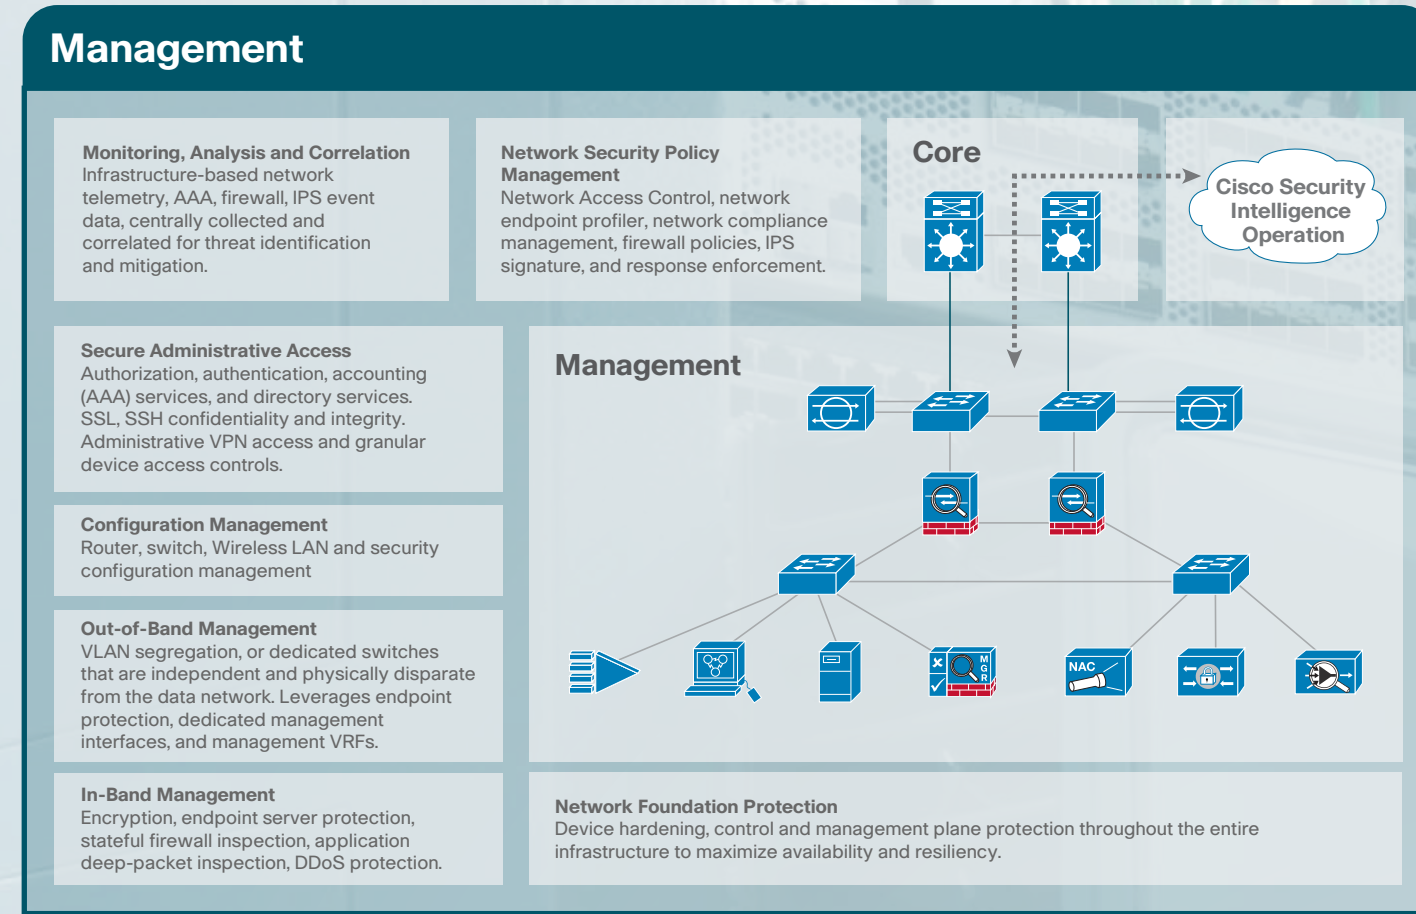 Management
Monitoring, Analysis and Correlation
Infrastructure-based network
telemetry, AAA, firewall, IPS event
data, centrally collected and
correlated for threat identification
and mitigation.
Network Security Policy
Management
Network Access Control, network
endpoint profiler, network compliance
management, firewall policies, IPS
signature, and response enforcement.
Core
Cisco Security
Intelligence
Operation
Secure Administrative Access
Authorization, authentication, accounting
(AAA) services, and directory services.
SSL, SSH confidentiality and integrity.
Administrative VPN access and granular
device access controls.
Configuration Management
Router, switch, Wireless LAN and security
configuration management
Out-of-Band Management
VLAN segregation, or dedicated switches
that are independent and physically disparate
from the data network. Leverages endpoint
protection, dedicated management
interfaces, and management VRFs.
In-Band Management
Encryption, endpoint server protection,
stateful firewall inspection, application
deep-packet inspection, DDoS protection.
Management
MGR
NAC
Network Foundation Protection
Device hardening, control and management plane protection throughout the entire
infrastructure to maximize availability and resiliency.